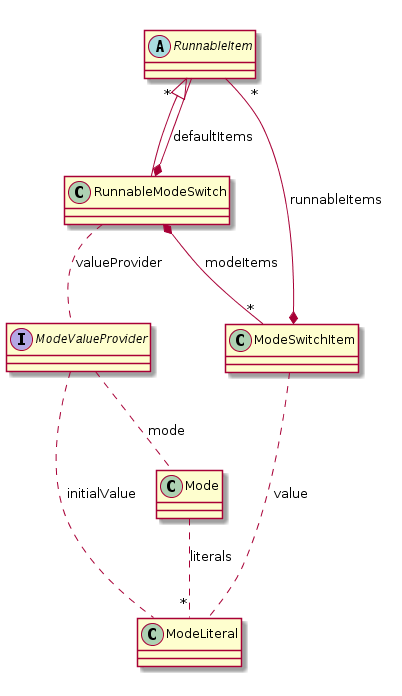 A RunnableItem
*
*
defaultItems
C RunnableModeSwitch
runnableItems
valueProvider
modeItems
*
I ModeValueProvider
C ModeSwitchItem
mode
C Mode
initialValue
value
literals
*
C ModeLiteral